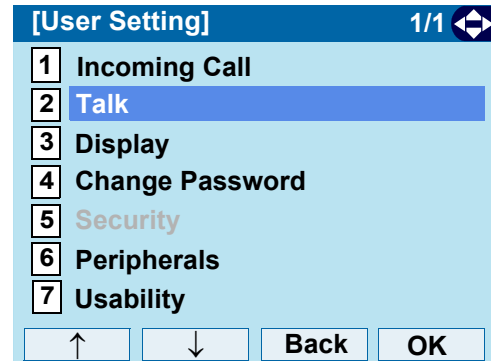 [User Setting] 1/1
1 Incoming Call
2 Talk
3 Display
4 Change Password
5 Security
6 Peripherals
7 Usability
↑ ↓ Back OK